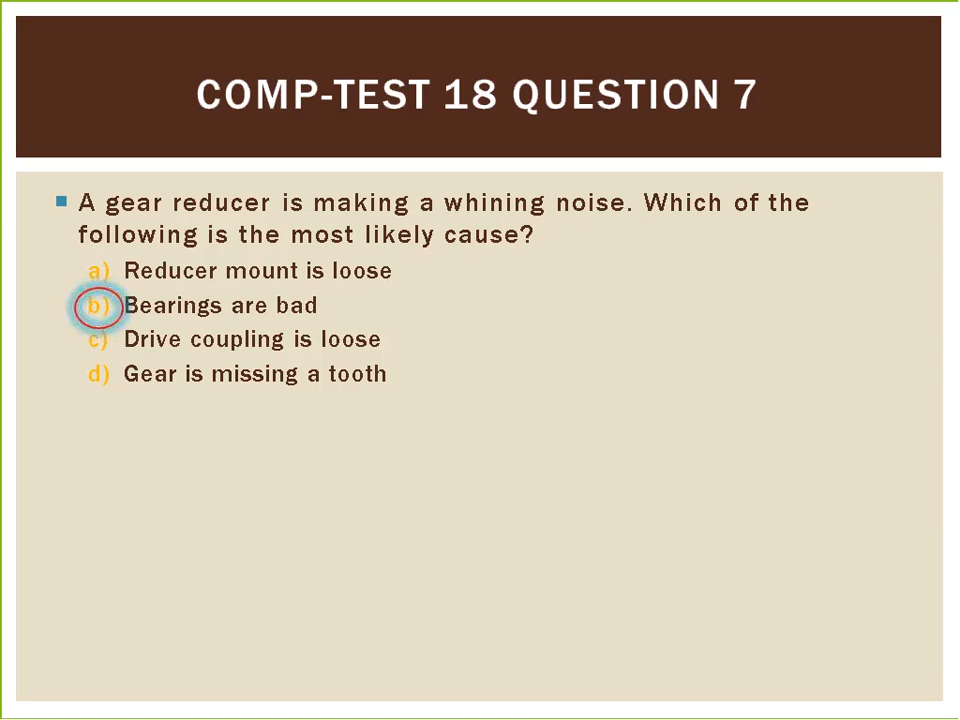 COMP-TEST 18 QUESTION 7
A gear reducer is making a whining noise. Which of the
following is the most likely cause?
a) Reducer mount is loose
b) Bearings are bad
c) Drive coupling is loose
d) Gear is missing a tooth